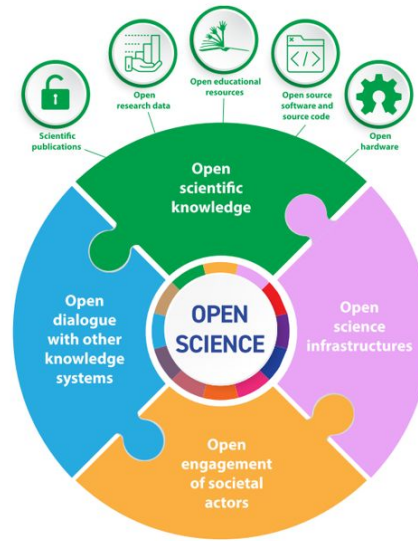 Scientific
publications
Open
research data
Open educational
resources
Open source
software and
source code
</>
Open
hardware
Open
scientific
knowledge
Open
dialogue
with other
knowledge
systems
OPEN
SCIENCE
Open
science
infrastructures
Open
engagement
of societal
actors